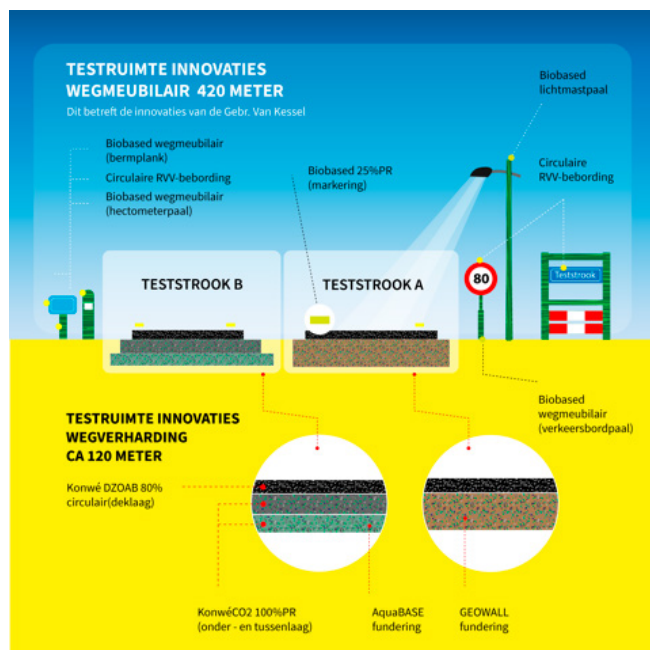 TESTRUIMTE INNOVATIES
WEGMEUBILAIR 420 METER
Dit betreft de innovaties van de Gebr. Van Kessel
Biobased
lichtmastpaal
Biobased wegmeubilair
(bermplank)
Circulaire RVV-bebording
Biobased wegmeubilair
(hectometerpaal)
Biobased 25%PR
(markering)
Circulaire
RVV-bebording
TESTSTROOK B
TESTSTROOK A
80
Teststrook
TESTRUIMTE INNOVATIES
WEGVERHARDING
CA 120 METER
Biobased
wegmeubilair
(verkeersbordpaal)
Konwé DZOAB 80%
circulair(deklaag)
KonwéCO2 100%PR
(onder - en tussenlaag)
AquaBASE
fundering
GEOWALL
fundering